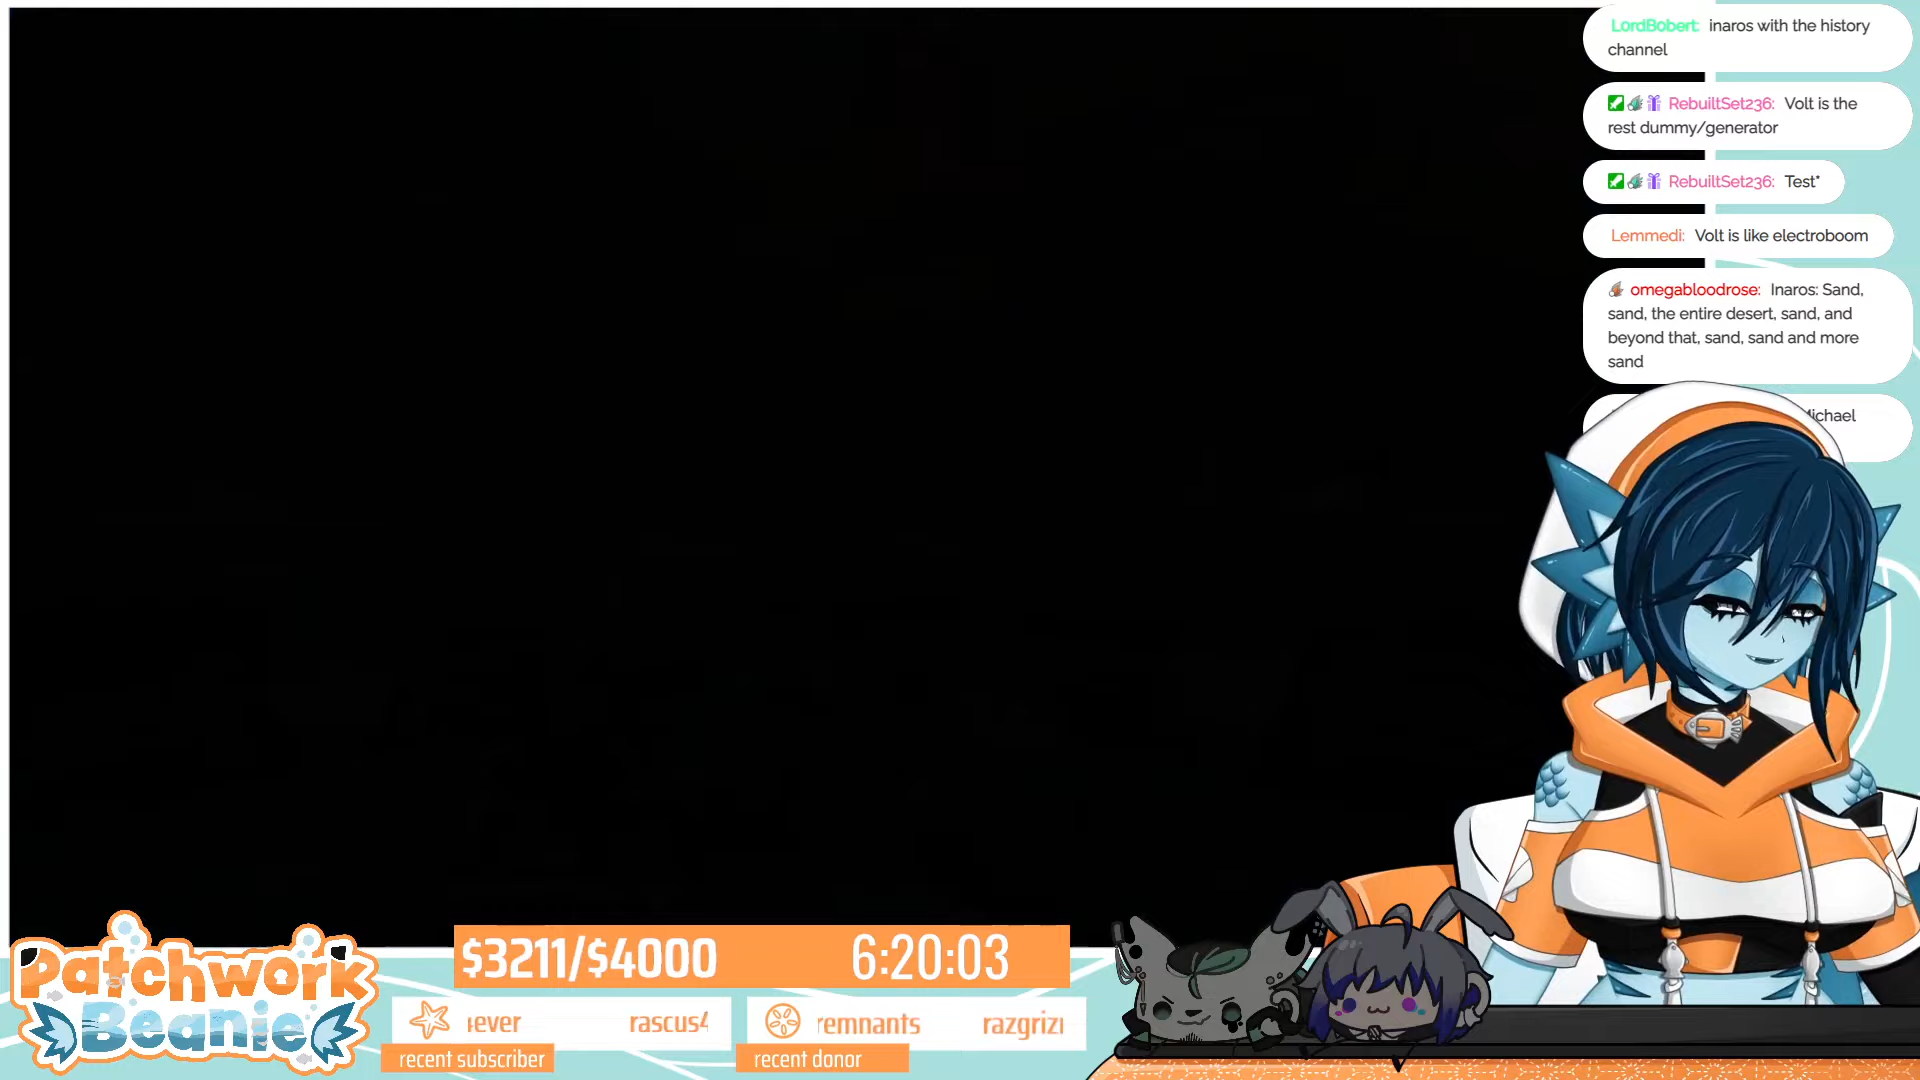 LordBobert: inaros with the history
channel
RebuiltSet236: Volt is the
rest dummy/generator
RebuiltSet236: Test*
Lemmedi: Volt is like electroboom
omegabloodrose: Inaros: Sand,
sand, the entire desert, sand, and
beyond that, sand, sand and more
sand
Patchwork
Beanie
$3211/$4000
6:20:03
recent subscriber
remnants
recent donor